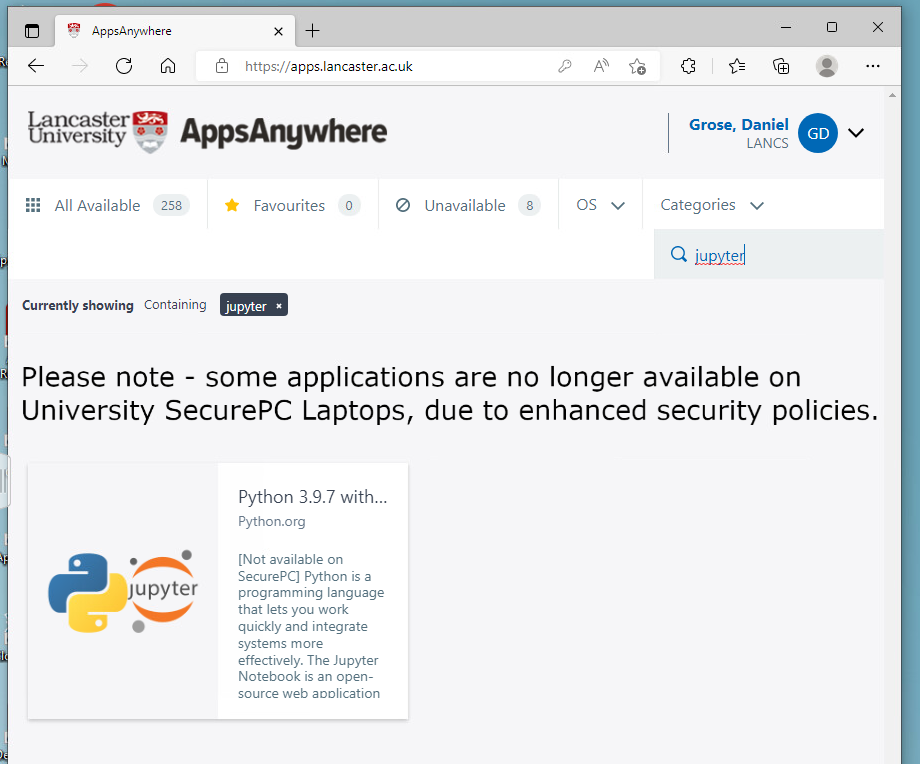 AppsAnywhere
https://apps.lancaster.ac.uk
Lancaster
University
AppsAnywhere
Grose, Daniel
LANCS
GD
All Available 258
Favourites 0
Unavailable 8
OS
Categories
jupyter
Currently showing Containing jupyter ×
Please note - some applications are no longer available on
University SecurePC Laptops, due to enhanced security policies.
jupyter
Python 3.9.7 with...
Python.org
[Not available on
SecurePC] Python is a
programming language
that lets you work
quickly and integrate
systems more
effectively. The Jupyter
Notebook is an open-
source web application